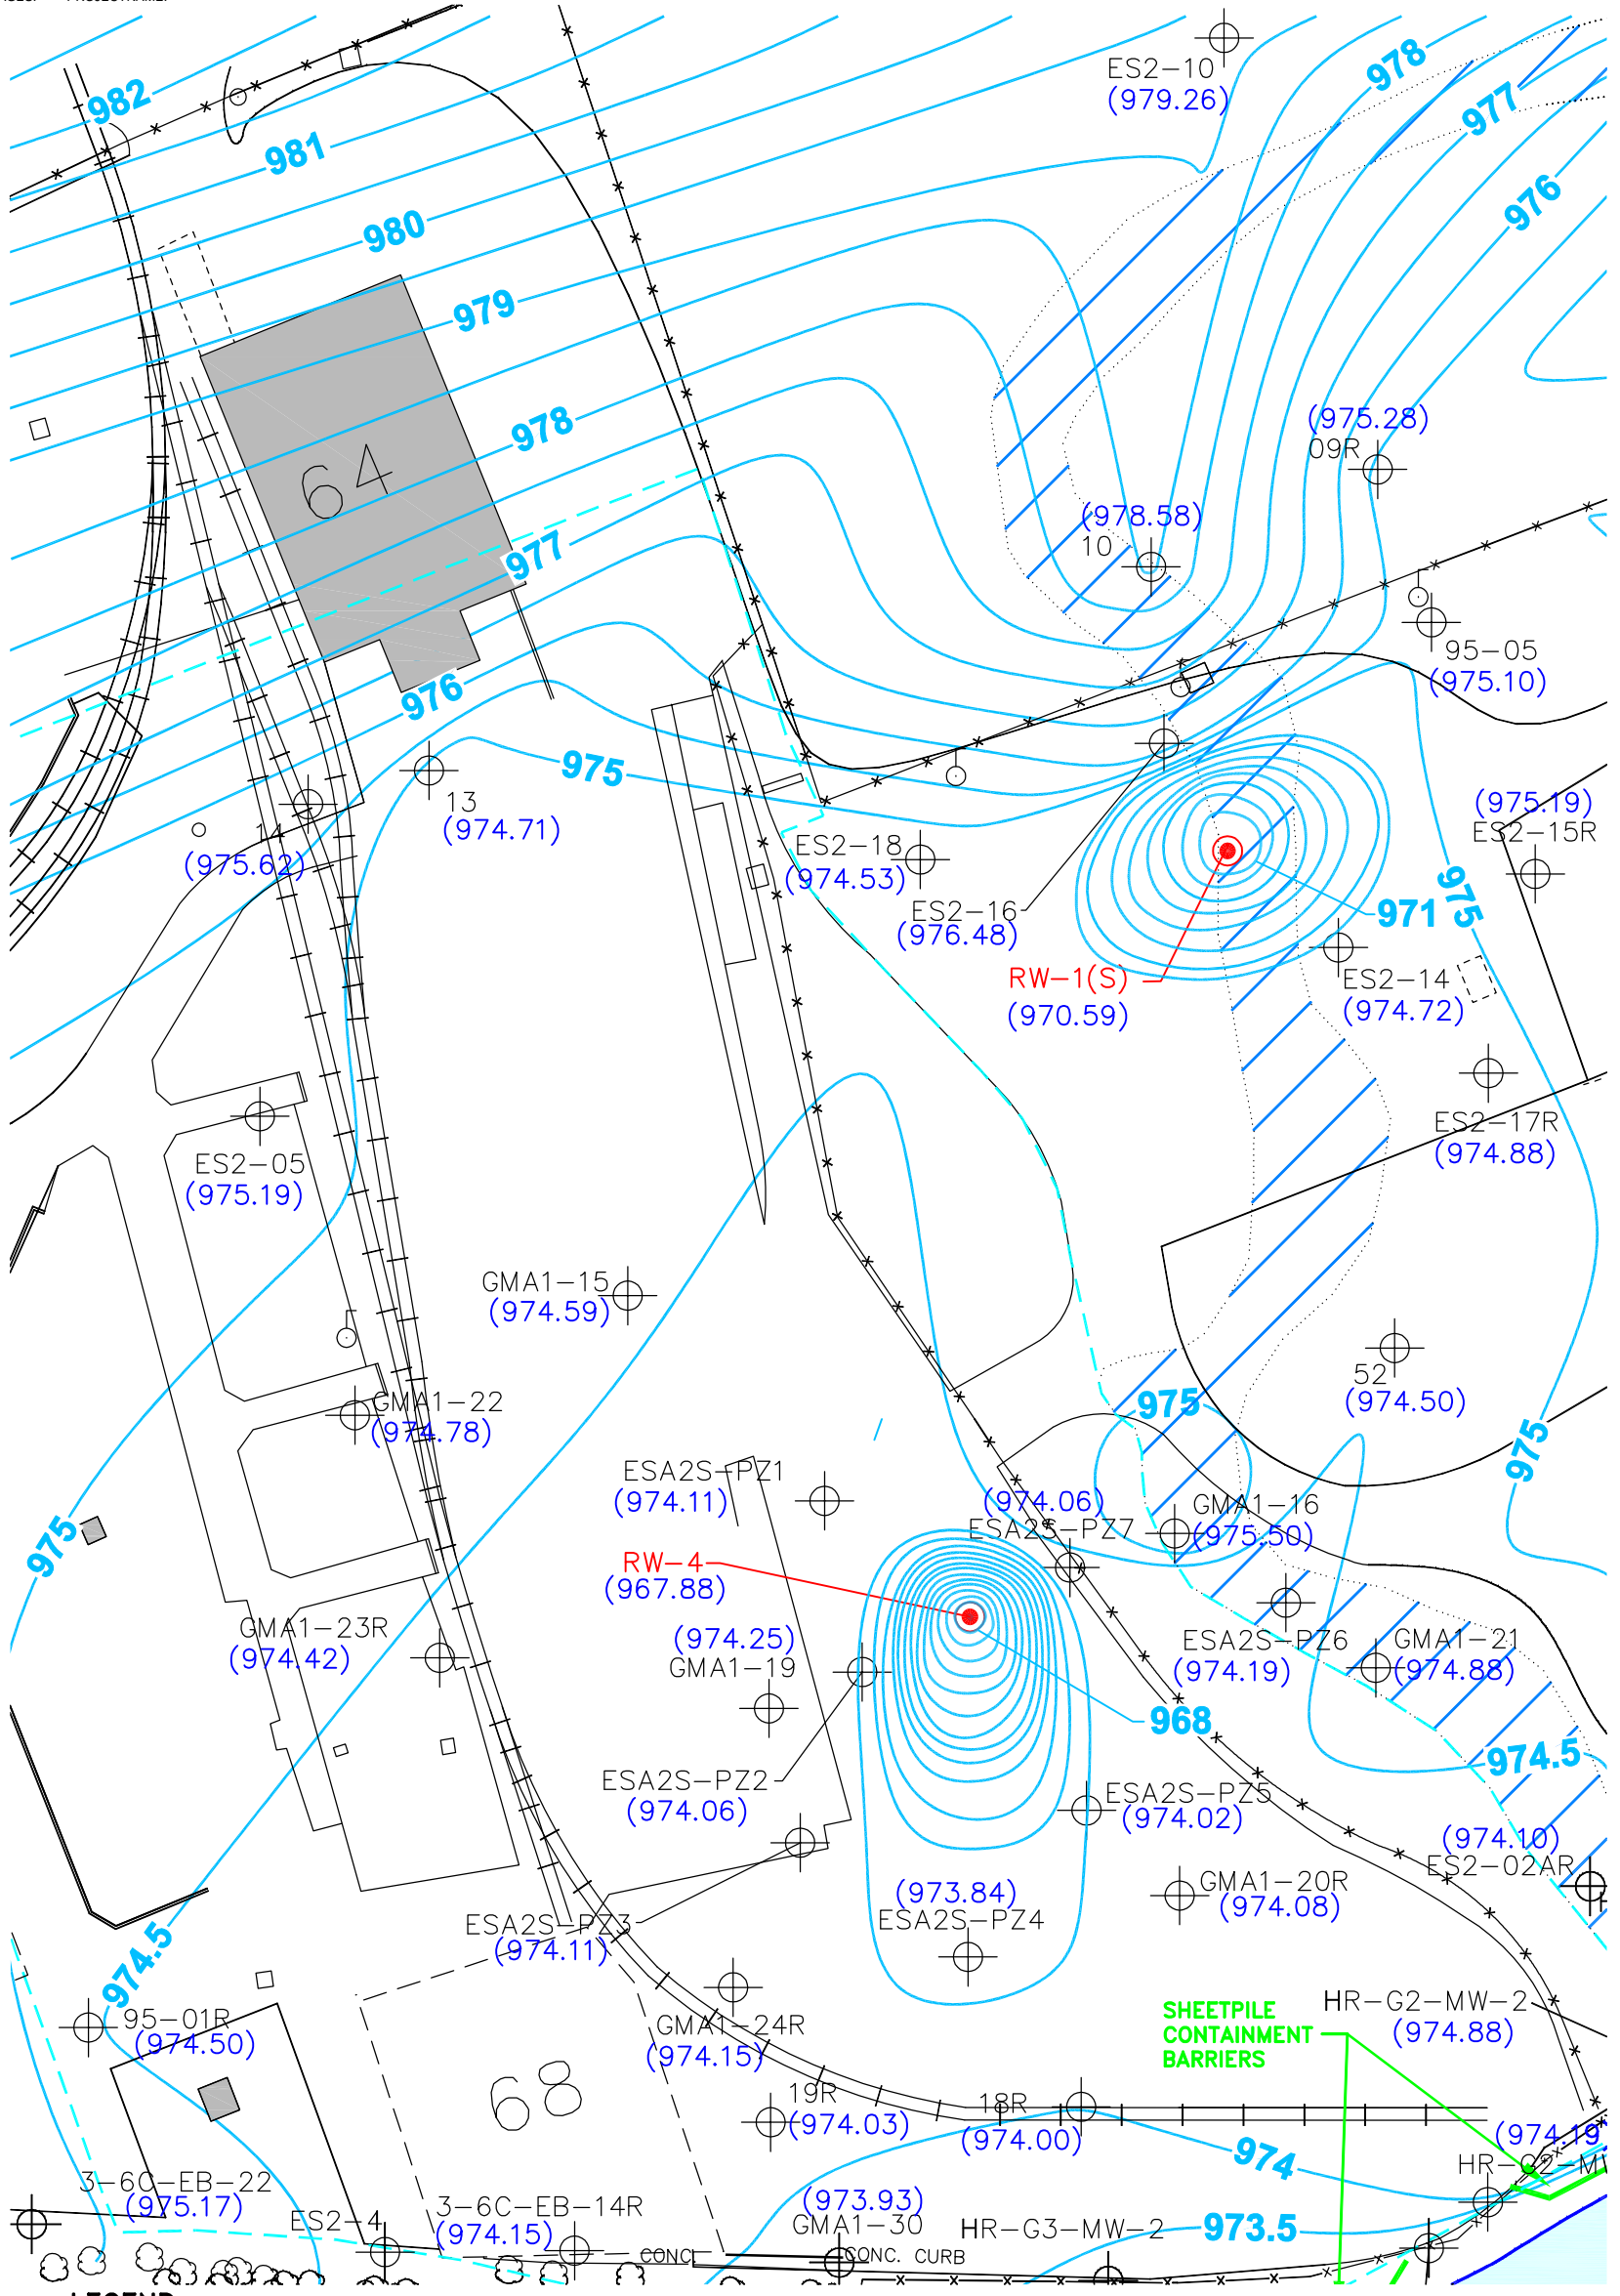 ES2-10
(979.26)
978
977
976
982
981
980
979
978
977
976
975
64
(975.28)
09R
(978.58)
10
95-05
(975.10)
13
(974.71)
14
(975.62)
ES2-18
(974.53)
ES2-16
(976.48)
(975.19)
ES2-15R
975
971
RW-1(S)
(970.59)
ES2-14
(974.72)
ES2-17R
(974.88)
ES2-05
(975.19)
GMA1-15
(974.59)
52
(974.50)
GMA1-22
(974.78)
975
975
975
ESA2S-PZ1
(974.11)
(974.06)
ESA2S-PZ7
GMA1-16
(975.50)
RW-4
(967.88)
GMA1-23R
(974.42)
(974.25)
GMA1-19
ESA2S-PZ6
(974.19)
GMA1-21
(974.88)
968
974.5
ESA2S-PZ2
(974.06)
ESA2S-PZ5
(974.02)
(974.10)
ES2-02AR
GMA1-20R
(974.08)
(973.84)
ESA2S-PZ4
ESA2S-PZ3
(974.11)
974.5
95-01R
(974.50)
GMA1-24R
(974.15)
SHEETPILE
CONTAINMENT
BARRIERS
HR-G2-MW-2
(974.88)
68
19R
(974.03)
18R
(974.00)
974
(974.19)
3-6C-EB-22
(975.17)
ES2-4
3-6C-EB-14R
(974.15)
(973.93)
GMA1-30
HR-G3-MW-2
973.5
CONC.
CONC. CURB